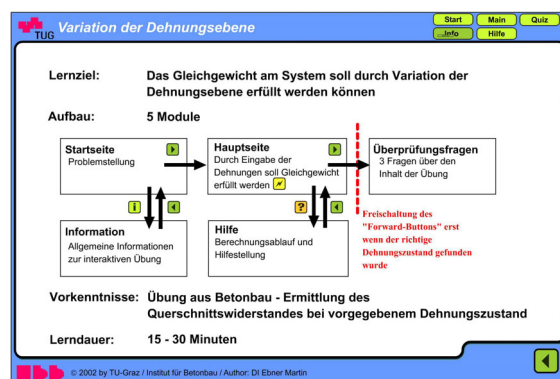 TUG
Variation der Dehnungsebene
Start
Main
Quiz
Info
Hilfe
Lernziel:
Das Gleichgewicht am System soll durch Variation der
Dehnungsebene erfüllt werden können
Aufbau:
5 Module
Startseite
Problemstellung
Hauptseite
Durch Eingabe der
Dehnungen soll Gleichgewicht
erfüllt werden
Überprüfungsfragen
3 Fragen über den
Inhalt der Übung
i
?
Information
Allgemeine Informationen
zur interaktiven Übung
Hilfe
Berechnungsablauf und
Hilfestellung
Freischaltung des
"Forward-Buttons" erst
wenn der richtige
Dehnungszustand gefunden
wurde
Vorkenntnisse:
Übung aus Betonbau - Ermittlung des
Querschnittswiderstandes bei vorgegebenem Dehnungszustand
Lerndauer:
15 - 30 Minuten
© 2002 by TU-Graz / Institut für Betonbau / Author: DI Ebner Martin